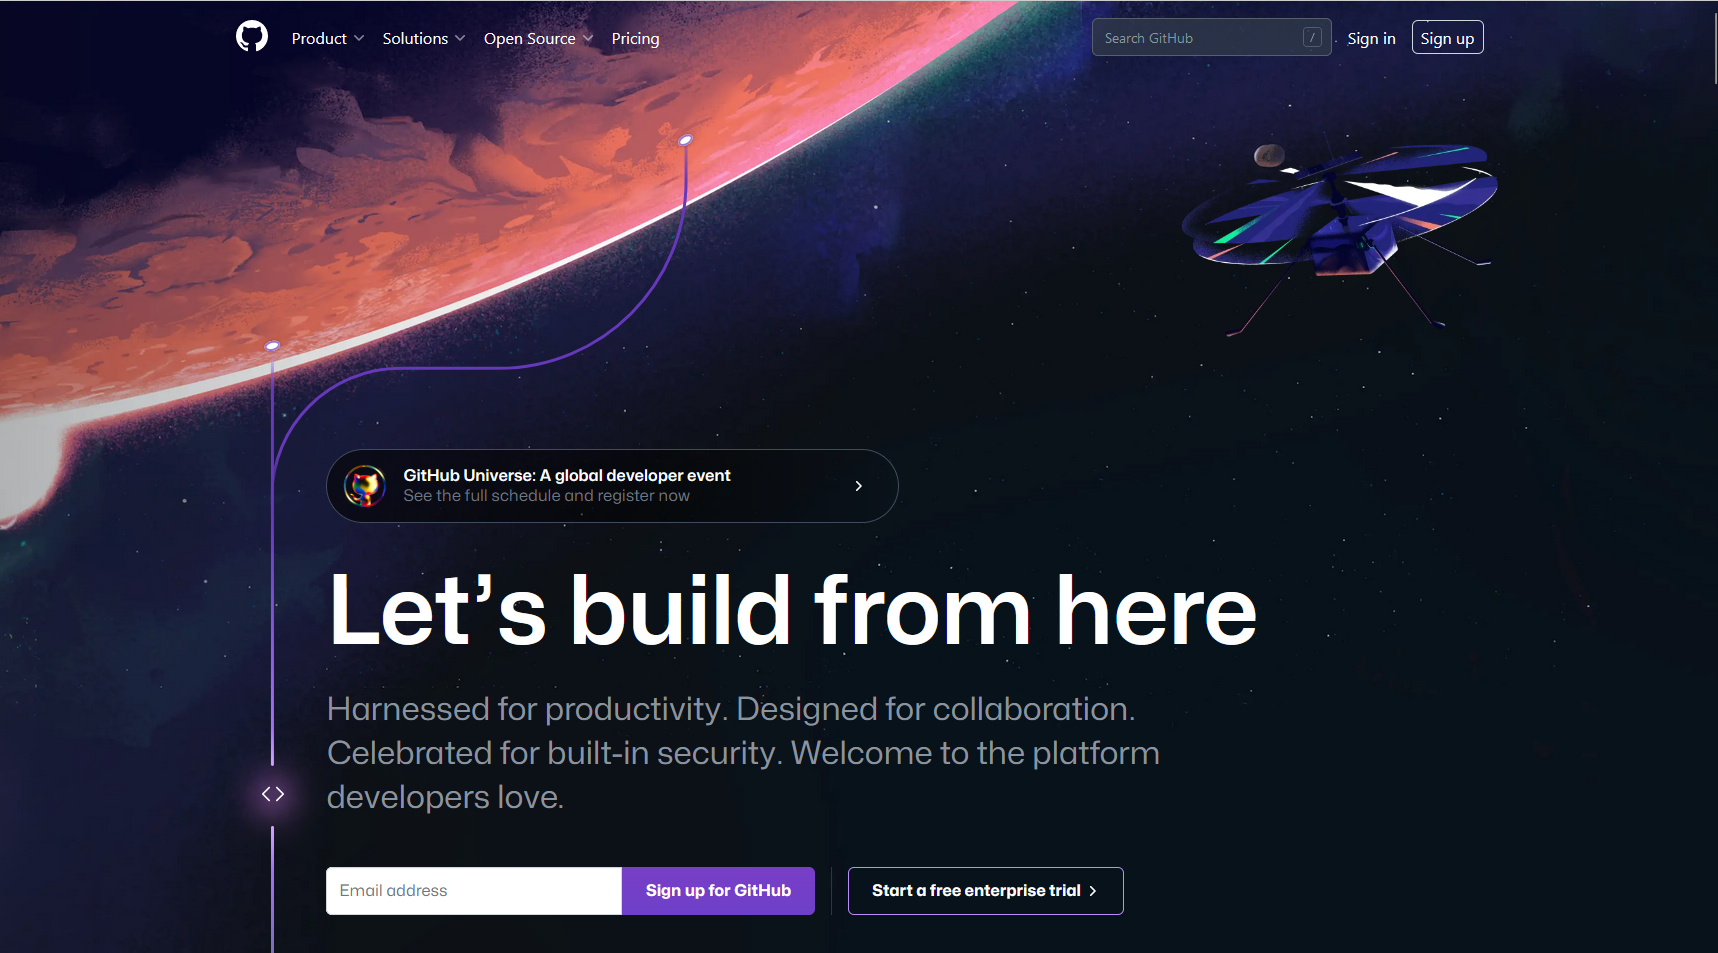 Product
Solutions
Open Source
Pricing
Search GitHub
/
Sign in
Sign up
GitHub Universe: A global developer event
See the full schedule and register now
Let’s build from here
Harnessed for productivity. Designed for collaboration.
Celebrated for built-in security. Welcome to the platform
developers love.
Email address
Sign up for GitHub
Start a free enterprise trial